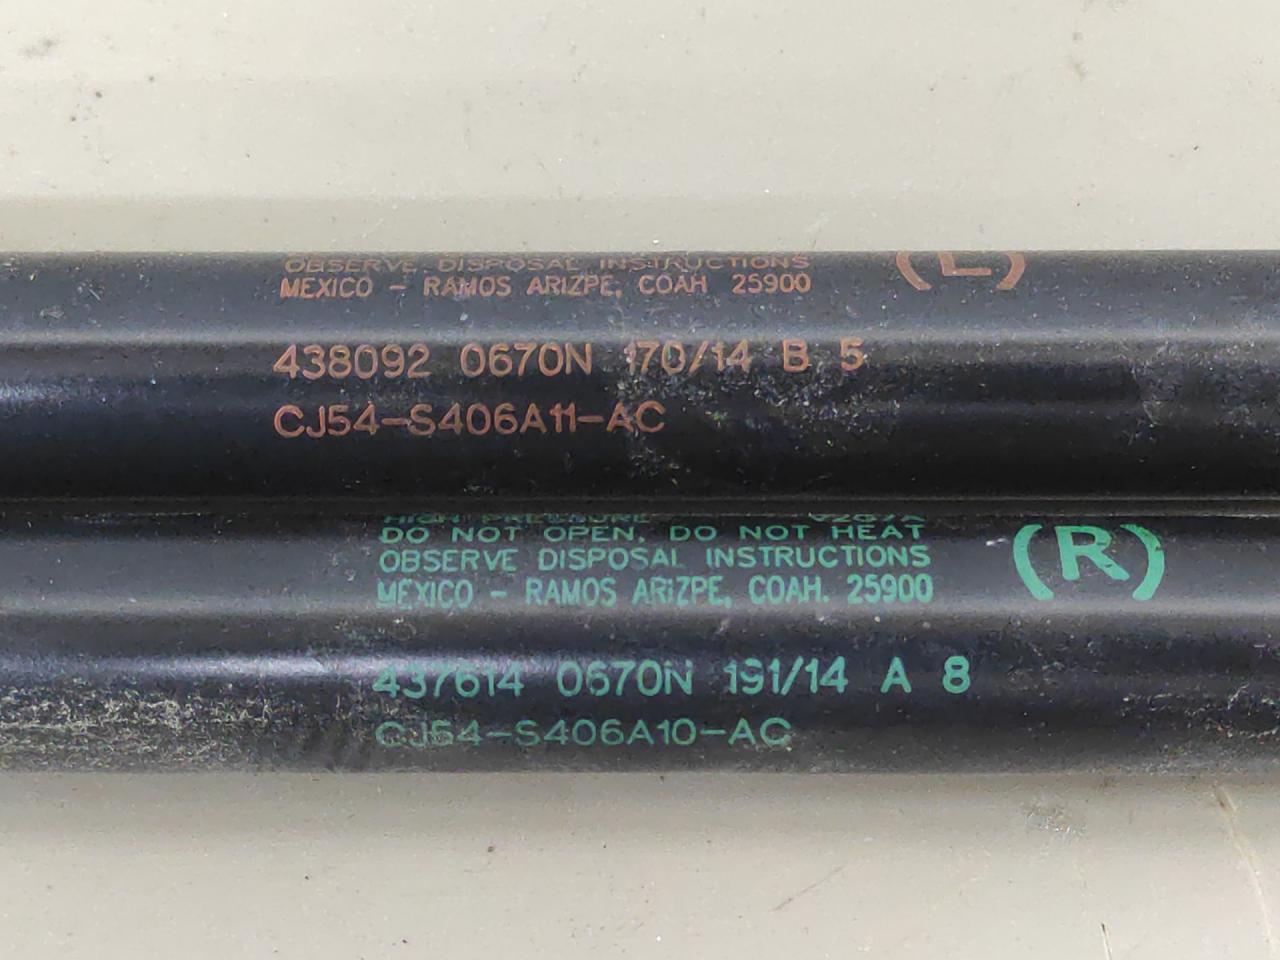 OBSERVE DISPOSAL INSTRUCTIONS (L)
MEXICO - RAMOS ARIZPE, COAH 25900
438092 0670N 170/14 B 5
CJ54-S406A11-AC
HIGH PRESSURE
DO NOT OPEN, DO NOT HEAT
OBSERVE DISPOSAL INSTRUCTIONS (R)
MEXICO - RAMOS ARIZPE, COAH. 25900
437614 0670N 191/14 A 8
CJ54-S406A10-AC